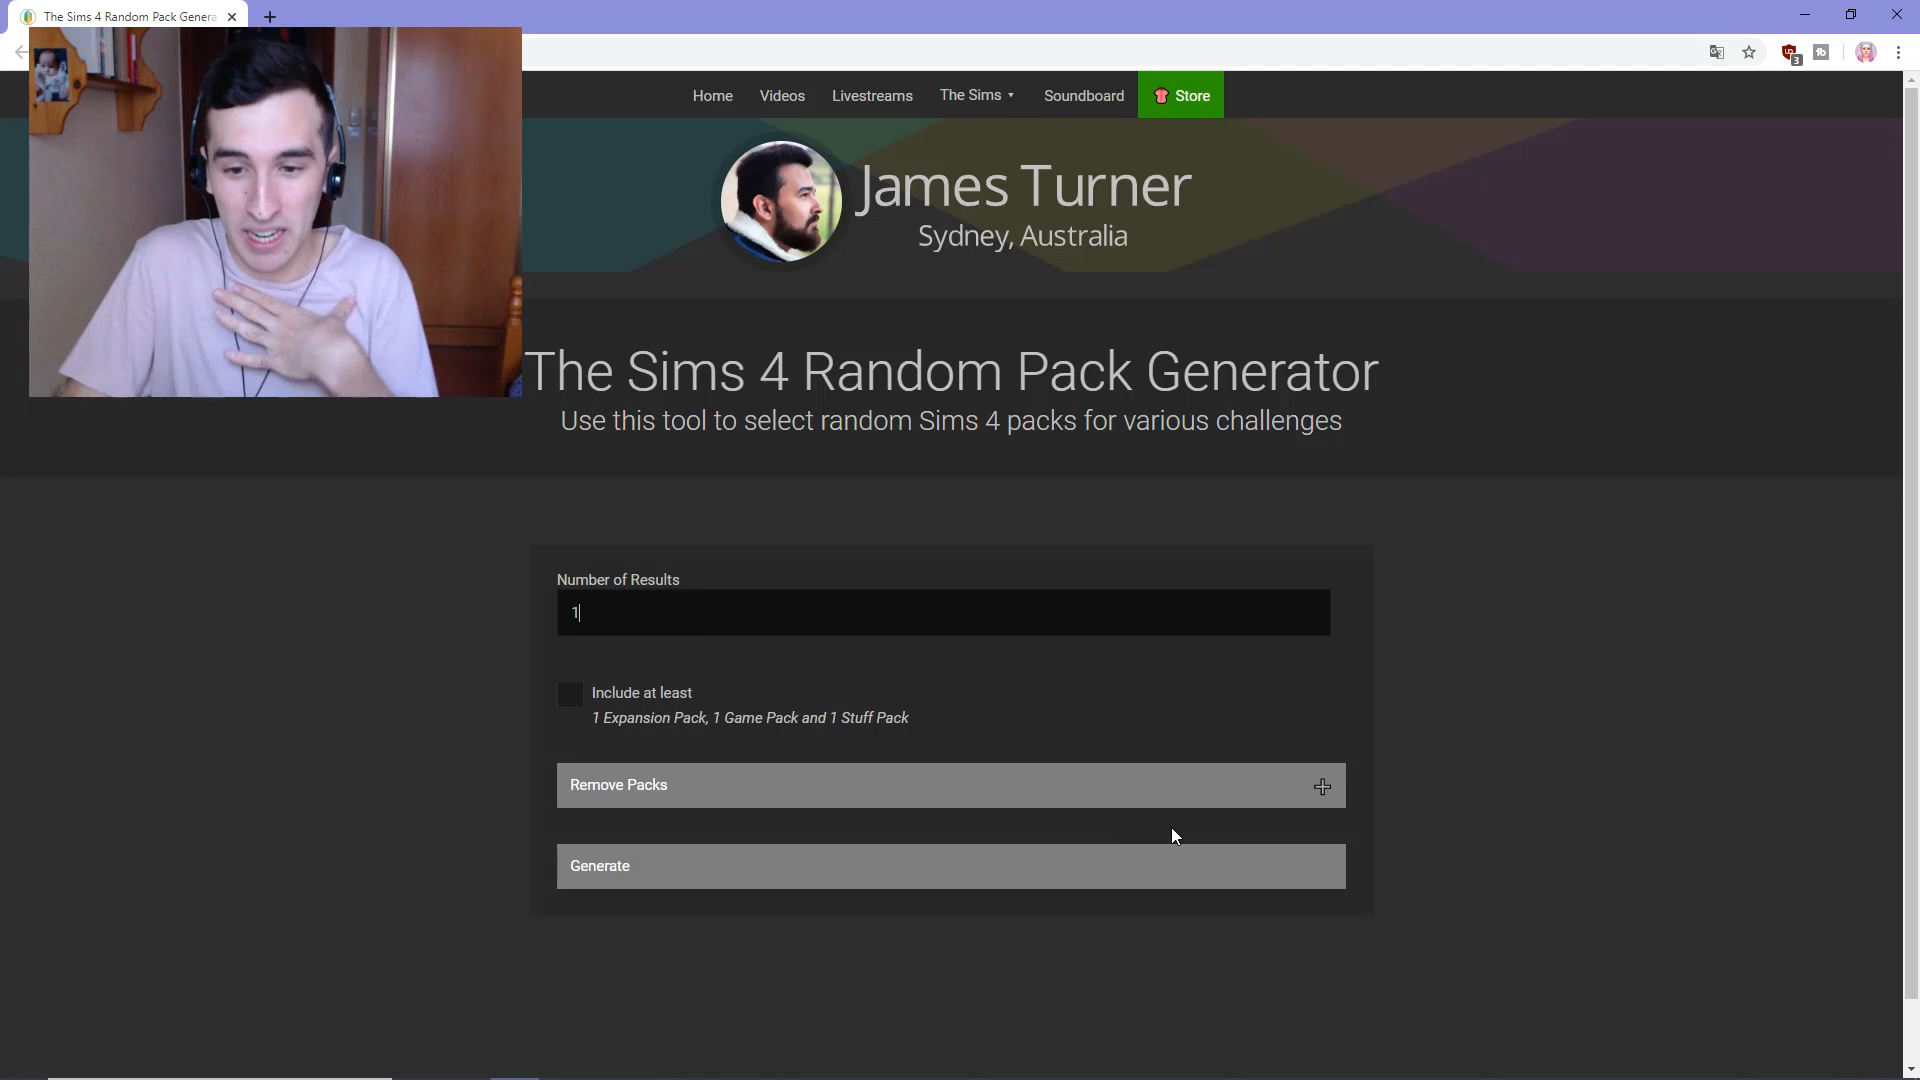 The Sims 4 Random Pack Genera
3
Home Videos Livestreams The Sims Soundboard Store
James Turner
Sydney, Australia
The Sims 4 Random Pack Generator
Use this tool to select random Sims 4 packs for various challenges
Number of Results
1
Include at least
1 Expansion Pack, 1 Game Pack and 1 Stuff Pack
Remove Packs
Generate